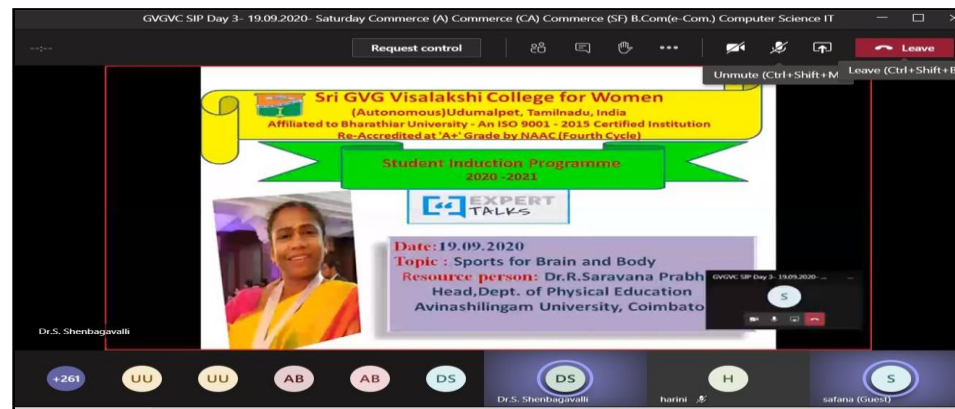 GVGVC SIP Day 3- 19.09.2020- Saturday Commerce (A) Commerce (CA) Commerce (SF) B.Com(e-Com.) Computer Science IT
--:--
Request control
Leave
Unmute (Ctrl+Shift+M
Leave (Ctrl+Shift+B
Sri GVG Visalakshi College for Women
(Autonomous)Udumalpet, Tamilnadu, India
Affiliated to Bharathiar University - An ISO 9001 - 2015 Certified Institution
Re-Accredited at 'A+' Grade by NAAC (Fourth Cycle)
Student Induction Programme
2020 -2021
EXPERT
TALKS
Date:19.09.2020
Topic : Sports for Brain and Body
Resource person: Dr.R.Saravana Prabh
Head,Dept. of Physical Education
Avinashilingam University, Coimbato
GVGVC SIP Day 3- 19.09.2020- ...
S
Dr.S. Shenbagavalli
+261
UU
UU
AB
AB
DS
DS
Dr.S. Shenbagavalli
H
harini
S
safana (Guest)